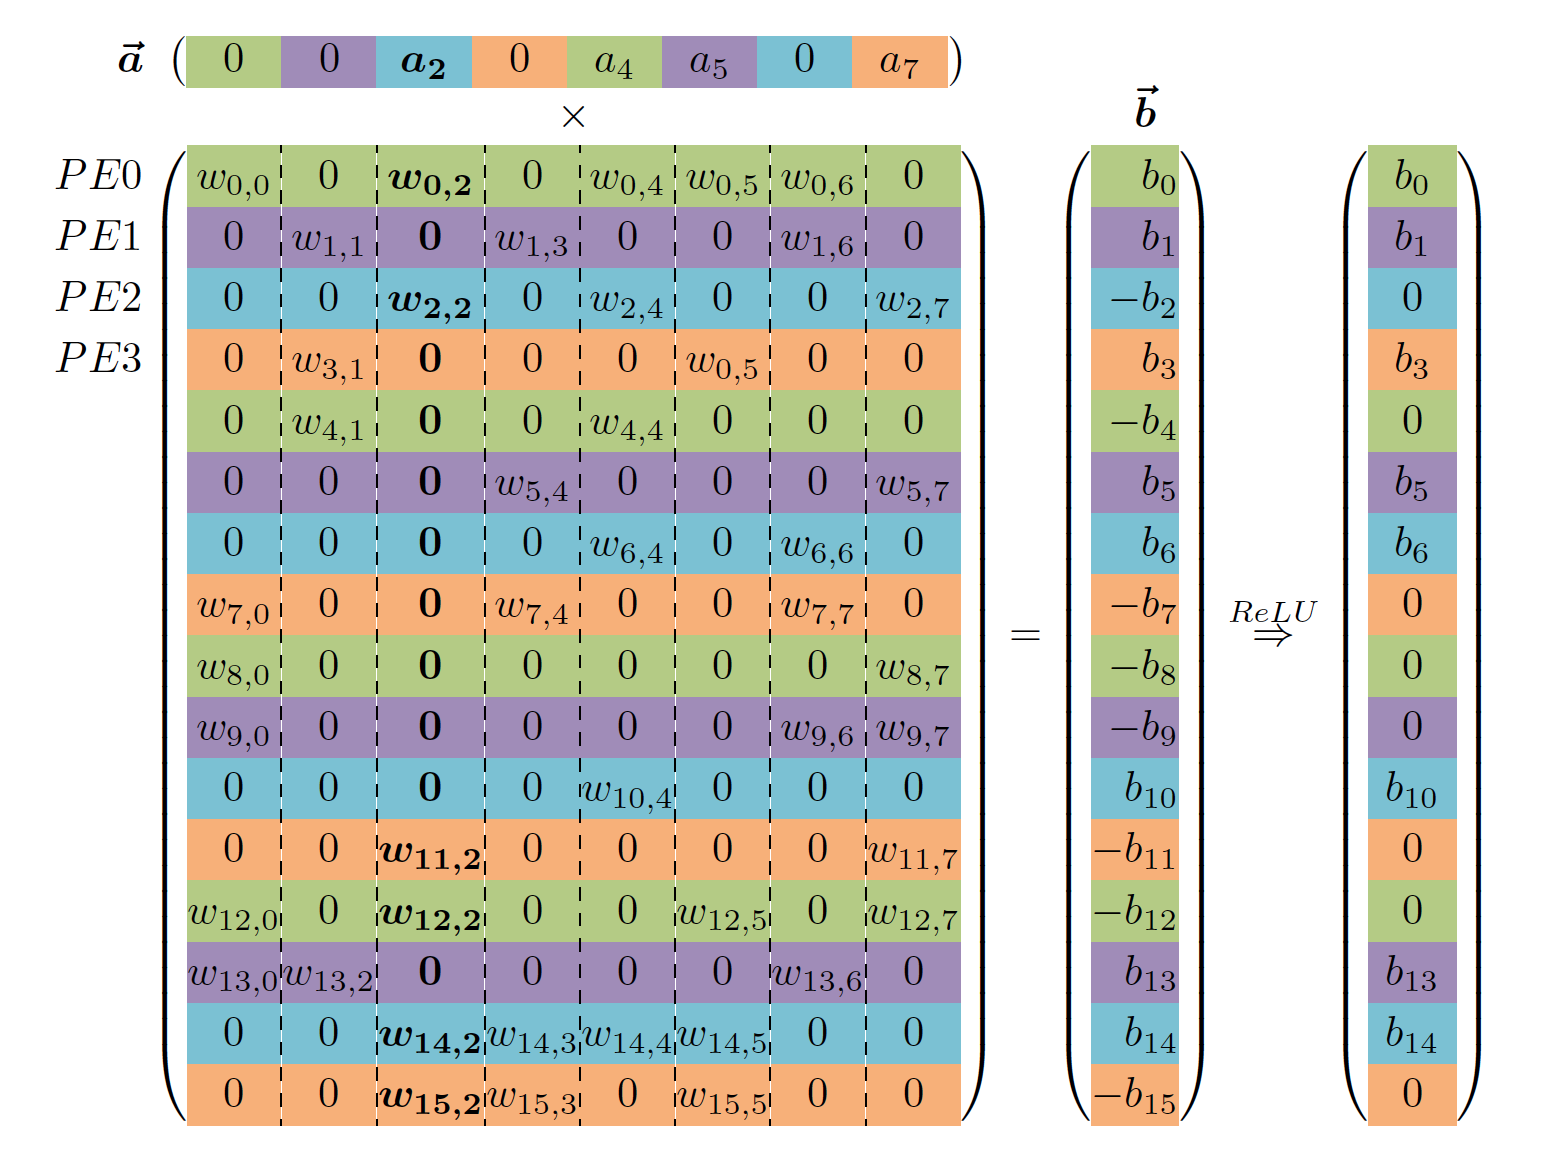 a⃗ ( 0 0 a₂ 0 a₄ a₅ 0 a₇ )
×
b⃗
PE0 w₀,₀ 0 w₀,₂ 0 w₀,₄ w₀,₅ w₀,₆ 0 b₀ b₀
PE1 0 w₁,₁ 0 w₁,₃ 0 0 w₁,₆ 0 b₁ b₁
PE2 0 0 w₂,₂ 0 w₂,₄ 0 0 w₂,₇ −b₂ 0
PE3 0 w₃,₁ 0 0 0 w₀,₅ 0 0 b₃ b₃
0 w₄,₁ 0 0 w₄,₄ 0 0 0 −b₄ 0
0 0 0 w₅,₄ 0 0 0 w₅,₇ b₅ b₅
0 0 0 0 w₆,₄ 0 w₆,₆ 0 b₆ b₆
w₇,₀ 0 0 w₇,₄ 0 0 w₇,₇ 0 −b₇ 0
= ReLU ⇒
w₈,₀ 0 0 0 0 0 0 w₈,₇ −b₈ 0
w₉,₀ 0 0 0 0 0 w₉,₆ w₉,₇ −b₉ 0
0 0 0 0 w₁₀,₄ 0 0 0 b₁₀ b₁₀
0 0 w₁₁,₂ 0 0 0 0 w₁₁,₇ −b₁₁ 0
w₁₂,₀ 0 w₁₂,₂ 0 0 w₁₂,₅ 0 w₁₂,₇ −b₁₂ 0
w₁₃,₀ w₁₃,₂ 0 0 0 0 w₁₃,₆ 0 b₁₃ b₁₃
0 0 w₁₄,₂ w₁₄,₃ w₁₄,₄ w₁₄,₅ 0 0 b₁₄ b₁₄
0 0 w₁₅,₂ w₁₅,₃ 0 w₁₅,₅ 0 0 −b₁₅ 0